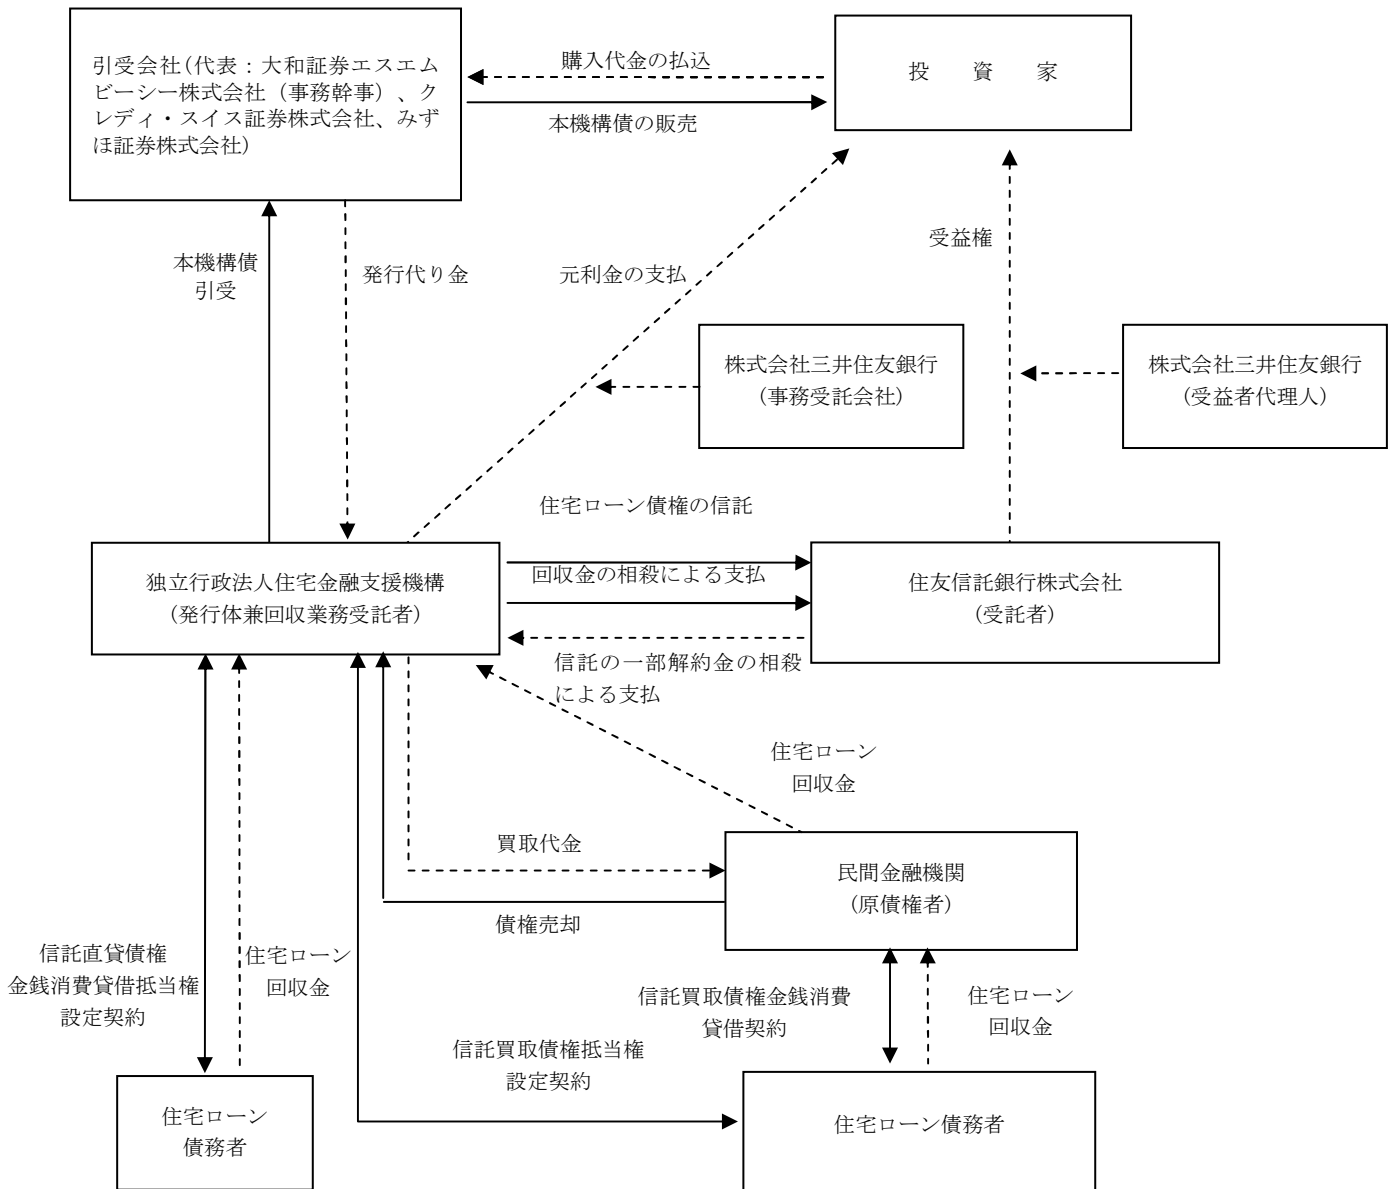 引受会社(代表：大和証券エスエム
ビーシー株式会社（事務幹事）、ク
レディ・スイス証券株式会社、みず
ほ証券株式会社)
購入代金の払込
本機構債の販売
投　資　家
本機構債
引受
発行代り金
元利金の支払
受益権
株式会社三井住友銀行
(事務受託会社)
株式会社三井住友銀行
(受益者代理人)
住宅ローン債権の信託
独立行政法人住宅金融支援機構
(発行体兼回収業務受託者)
回収金の相殺による支払
住友信託銀行株式会社
(受託者)
信託の一部解約金の相殺
による支払
住宅ローン
回収金
買取代金
民間金融機関
(原債権者)
債権売却
信託直貸債権
金銭消費貸借抵当権
設定契約
住宅ローン
回収金
信託買取債権金銭消費
貸借契約
住宅ローン
回収金
信託買取債権抵当権
設定契約
住宅ローン
債務者
住宅ローン債務者